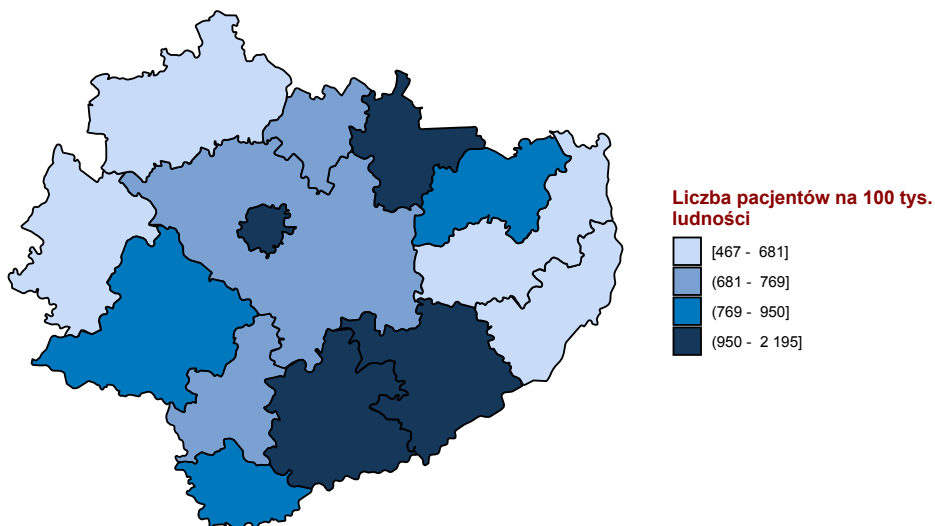 Liczba pacjentów na 100 tys.
ludności
[467 - 681]
(681 - 769]
(769 - 950]
(950 - 2 195]